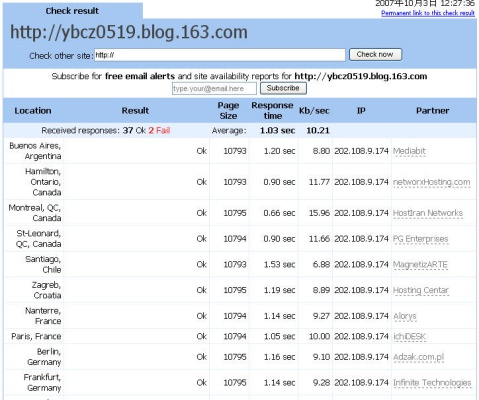 Check result
2007年10月3日 12:27:36
Permanent link to this check result
http://ybcz0519.blog.163.com
Check other site: http:// Check now
Subscribe for free email alerts and site availability reports for http://ybcz0519.blog.163.com
type.your@email.here Subscribe
Location Result Page Size Response time Kb/sec IP Partner
Received responses: 37 Ok 2 Fail Average: 1.03 sec 10.21
Buenos Aires, Argentina Ok 10793 1.20 sec 8.80 202.108.9.174 Mediabit
Hamilton, Ontario, Canada Ok 10793 0.90 sec 11.77 202.108.9.174 networxHosting.com
Montreal, QC, Canada Ok 10795 0.66 sec 15.96 202.108.9.174 HostIran Networks
St-Leonard, QC, Canada Ok 10794 0.90 sec 11.66 202.108.9.174 PG Enterprises
Santiago, Chile Ok 10793 1.53 sec 6.88 202.108.9.174 MagnetizARTE
Zagreb, Croatia Ok 10795 1.19 sec 8.89 202.108.9.174 Hosting Centar
Nanterre, France Ok 10794 1.14 sec 9.27 202.108.9.174 Alorys
Paris, France Ok 10794 1.05 sec 10.00 202.108.9.174 ichiDESK
Berlin, Germany Ok 10795 1.16 sec 9.10 202.108.9.174 Adzak.com.pl
Frankfurt, Germany Ok 10795 1.14 sec 9.28 202.108.9.174 Infinite Technologies